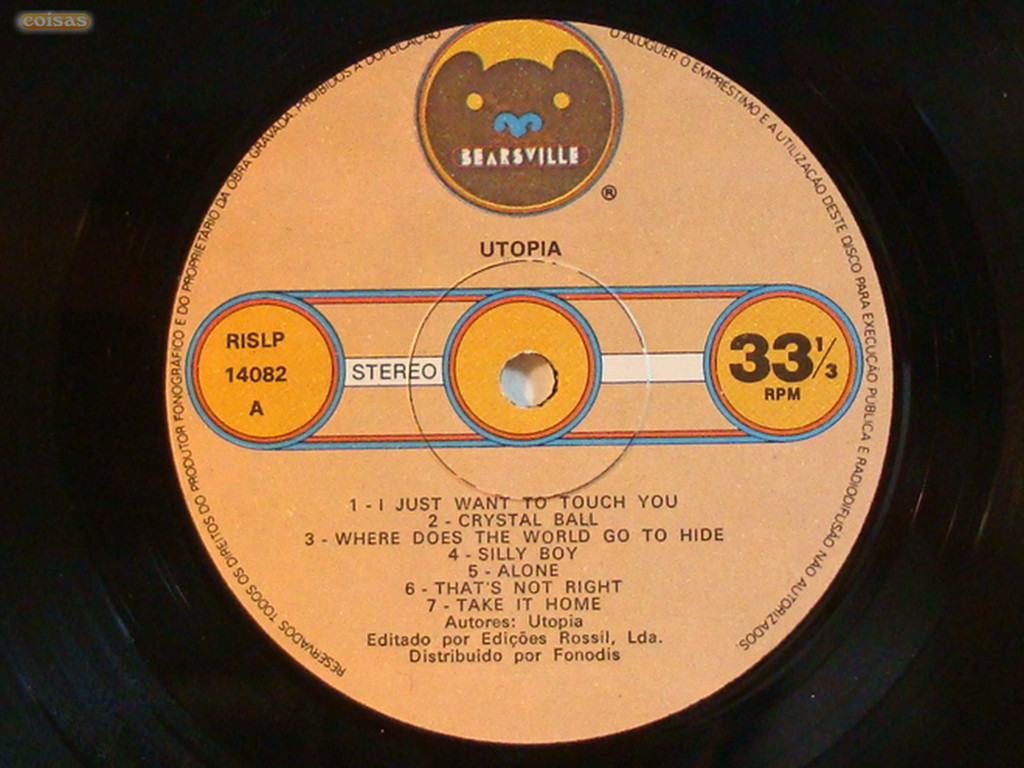 coisas
RESERVADOS TODOS OS DIREITOS DO PRODUTOR FONOGRÁFICO E DO PROPRIETÁRIO DA OBRA GRAVADA. PROIBIDOS A DUPLICAÇÃO
O ALUGUER O EMPRÉSTIMO E A UTILIZAÇÃO DESTE DISCO PARA EXECUÇÃO PÚBLICA E RADIODIFUSÃO NÃO AUTORIZADOS.
BEARSVILLE
®
UTOPIA
RISLP
14082
A
STEREO
33 1/3
RPM
1 - I JUST WANT TO TOUCH YOU
2 - CRYSTAL BALL
3 - WHERE DOES THE WORLD GO TO HIDE
4 - SILLY BOY
5 - ALONE
6 - THAT'S NOT RIGHT
7 - TAKE IT HOME
Autores: Utopia
Editado por Edições Rossil, Lda.
Distribuido por Fonodis